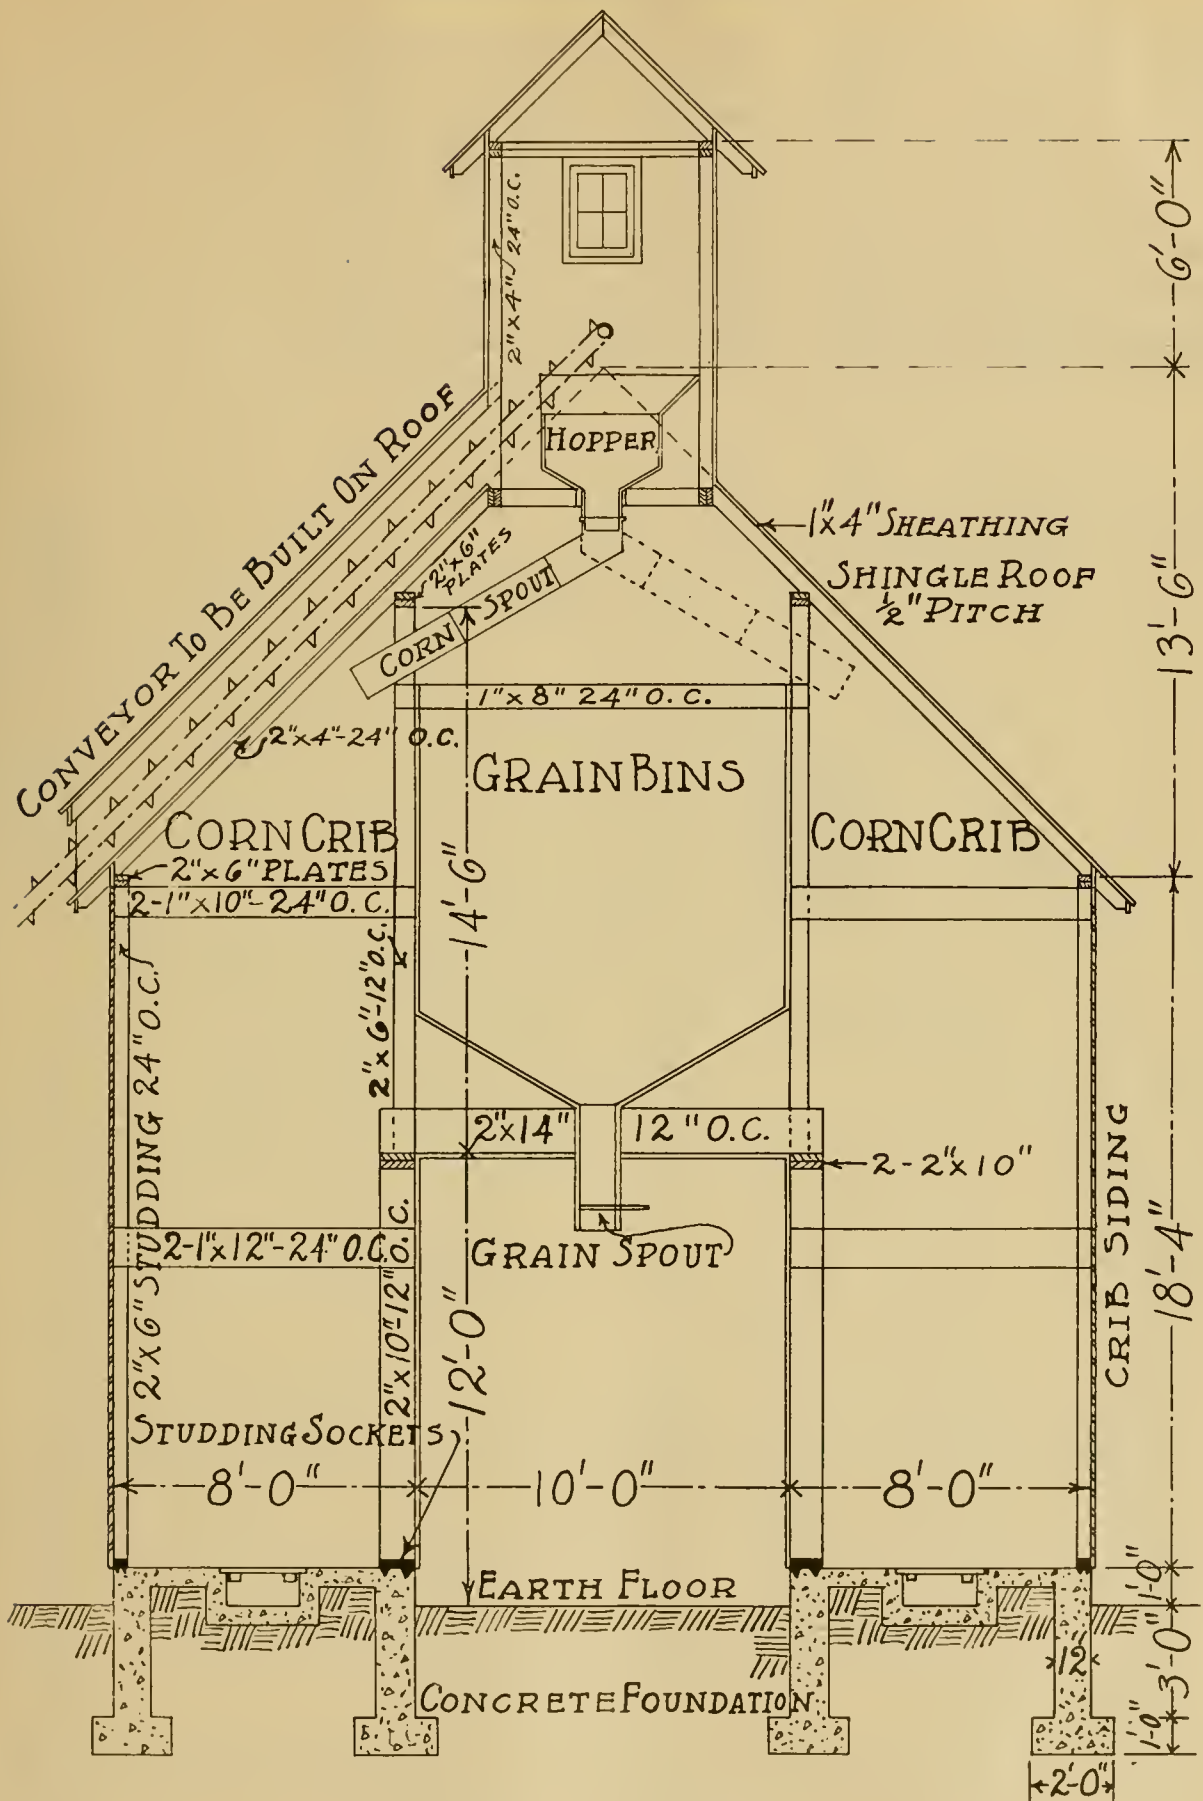 6'-0"
2"x4" 24" O.C.
HOPPER
CONVEYOR TO BE BUILT ON ROOF
1"x4" SHEATHING
SHINGLE ROOF
½" PITCH
2"x6"
PLATES
CORN SPOUT
13'-6"
1"x8" 24" O.C.
2"x4"-24" O.C.
GRAIN BINS
CORN CRIB
CORN CRIB
2"x6" PLATES
2-1"x10"-24" O.C.
14'-6"
2"x6"-12" O.C.
2"x14" 12" O.C.
2-2"x10"
2"x6" STUDDING 24" O.C.
2-1"x12"-24" O.C.
GRAIN SPOUT
2"x10"-12" O.C.
12'-0"
CRIB SIDING
18'-4"
STUDDING SOCKETS
8'-0"
10'-0"
8'-0"
EARTH FLOOR
1'-0"
3'-0"
12
CONCRETE FOUNDATION
1'-0"
2'-0"